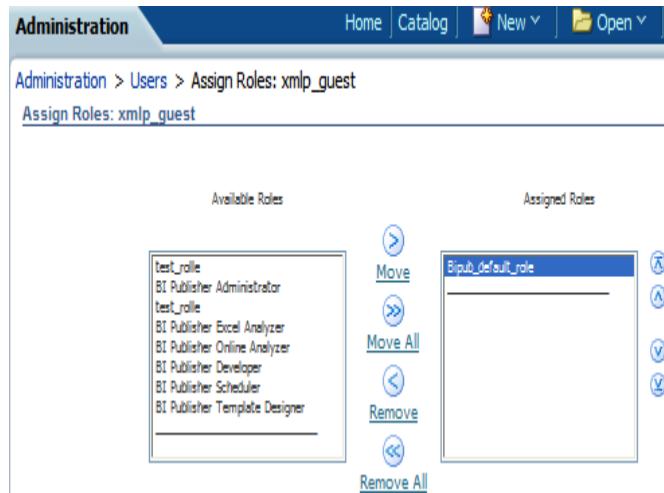 Administration
Home Catalog New Open
Administration > Users > Assign Roles: xmlp_guest
Assign Roles: xmlp_guest
Available Roles
Assigned Roles
test_rolle
BI Publisher Administrator
test_rolle
BI Publisher Excel Analyzer
BI Publisher Online Analyzer
BI Publisher Developer
BI Publisher Scheduler
BI Publisher Template Designer
Move
Move All
Remove
Remove All
Bipub_default_role